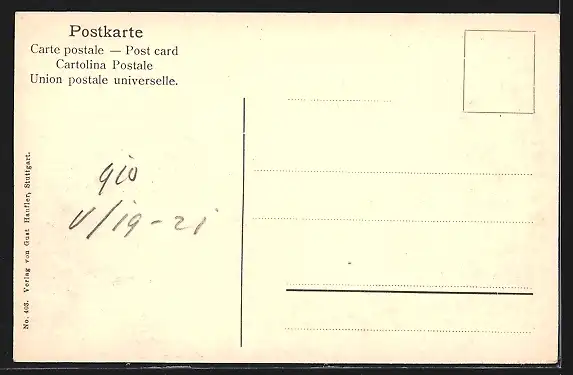 Postkarte
Carte postale — Post card
Cartolina Postale
Union postale universelle.
No. 403. Verlag von Gust. Haufler, Stuttgart.
910
V/19-21